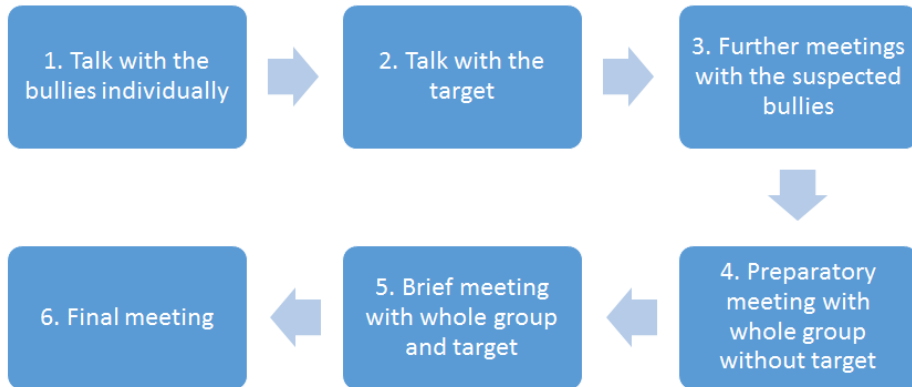 1. Talk with the
bullies individually
2. Talk with the
target
3. Further meetings
with the suspected
bullies
4. Preparatory
meeting with
whole group
without target
5. Brief meeting
with whole group
and target
6. Final meeting